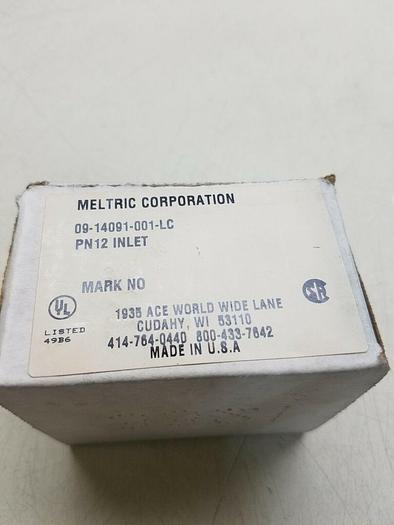 MELTRIC CORPORATION
09-14091-001-LC
PN12 INLET
MARK NO
UL
LISTED
49B6
1935 ACE WORLD WIDE LANE
CUDAHY, WI 53110
414-764-0440 800-433-7642
MADE IN U.S.A